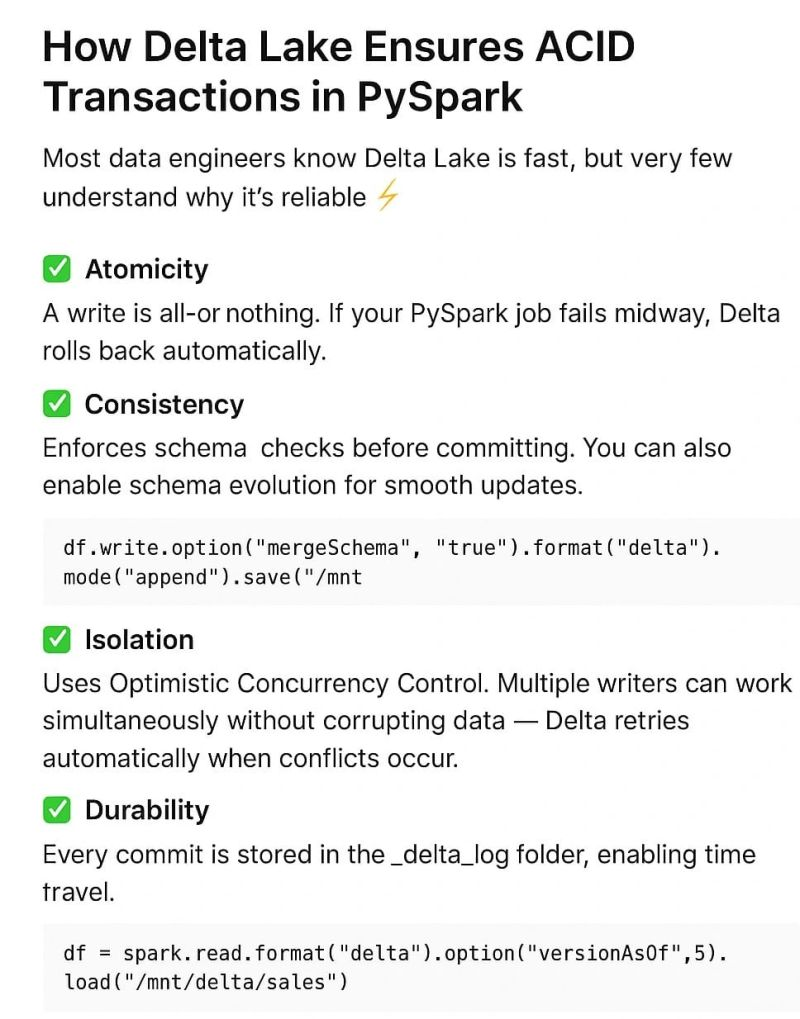 How Delta Lake Ensures ACID
Transactions in PySpark
Most data engineers know Delta Lake is fast, but very few
understand why it’s reliable ⚡
✅ Atomicity
A write is all-or nothing. If your PySpark job fails midway, Delta
rolls back automatically.
✅ Consistency
Enforces schema checks before committing. You can also
enable schema evolution for smooth updates.
df.write.option("mergeSchema", "true").format("delta").
mode("append").save("/mnt
✅ Isolation
Uses Optimistic Concurrency Control. Multiple writers can work
simultaneously without corrupting data — Delta retries
automatically when conflicts occur.
✅ Durability
Every commit is stored in the _delta_log folder, enabling time
travel.
df = spark.read.format("delta").option("versionAsOf",5).
load("/mnt/delta/sales")